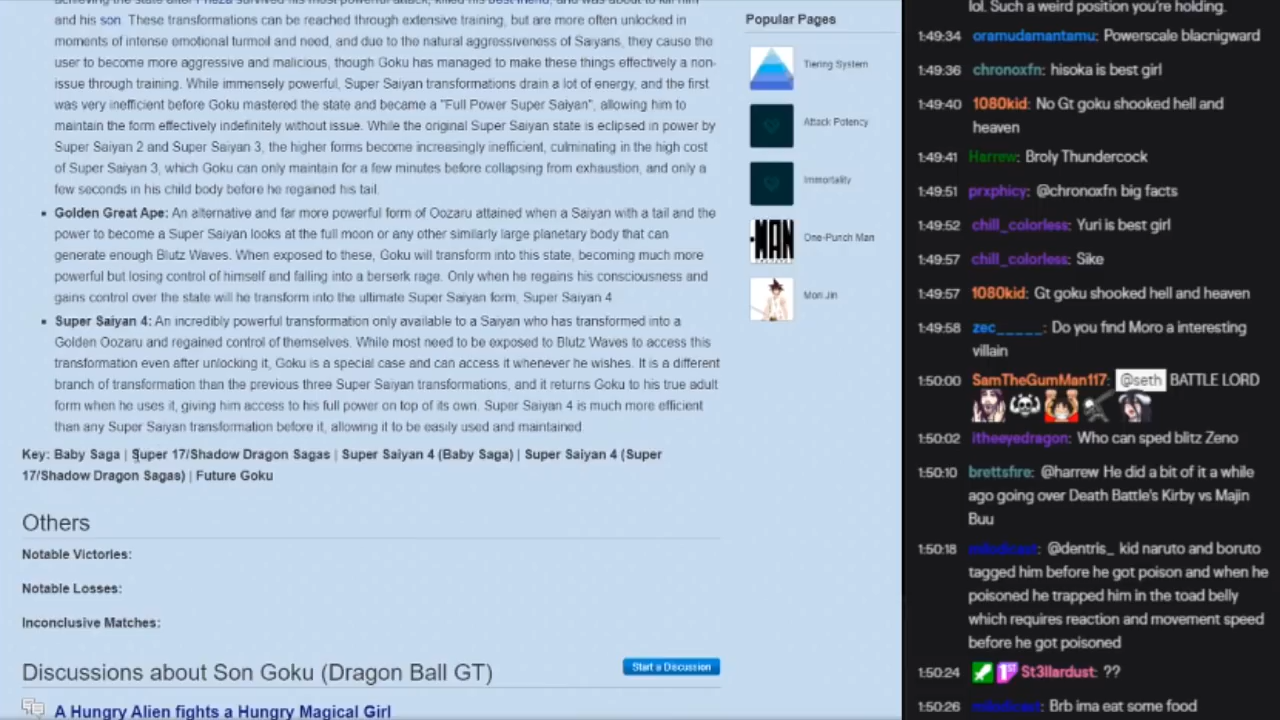 and his son. These transformations can be reached through extensive training, but are more often unlocked in
moments of intense emotional turmoil and need, and due to the natural aggressiveness of Saiyans, they cause the
user to become more aggressive and malicious, though Goku has managed to make these things effectively a non-
issue through training. While immensely powerful, Super Saiyan transformations drain a lot of energy, and the first
was very inefficient before Goku mastered the state and became a "Full Power Super Saiyan", allowing him to
maintain the form effectively indefinitely without issue. While the original Super Saiyan state is eclipsed in power by
Super Saiyan 2 and Super Saiyan 3, the higher forms become increasingly inefficient, culminating in the high cost
of Super Saiyan 3, which Goku can only maintain for a few minutes before collapsing from exhaustion, and only a
few seconds in his child body before he regained his tail.
• Golden Great Ape: An alternative and far more powerful form of Oozaru attained when a Saiyan with a tail and the
power to become a Super Saiyan looks at the full moon or any other similarly large planetary body that can
generate enough Blutz Waves. When exposed to these, Goku will transform into this state, becoming much more
powerful but losing control of himself and falling into a berserk rage. Only when he regains his consciousness and
gains control over the state will he transform into the ultimate Super Saiyan form, Super Saiyan 4.
• Super Saiyan 4: An incredibly powerful transformation only available to a Saiyan who has transformed into a
Golden Oozaru and regained control of themselves. While most need to be exposed to Blutz Waves to access this
transformation even after unlocking it, Goku is a special case and can access it whenever he wishes. It is a different
branch of transformation than the previous three Super Saiyan transformations, and it returns Goku to his true adult
form when he uses it, giving him access to his full power on top of its own. Super Saiyan 4 is much more efficient
than any Super Saiyan transformation before it, allowing it to be easily used and maintained.
Key: Baby Saga | Super 17/Shadow Dragon Sagas | Super Saiyan 4 (Baby Saga) | Super Saiyan 4 (Super
17/Shadow Dragon Sagas) | Future Goku
Others
Notable Victories:
Notable Losses:
Inconclusive Matches:
Discussions about Son Goku (Dragon Ball GT)
Start a Discussion
A Hungry Alien fights a Hungry Magical Girl
Popular Pages
Tiering System
Attack Potency
Immortality
MAN
One-Punch Man
Mori Jin
lol. Such a weird position you're holding.
1:49:34 oramudamantamu: Powerscale blacnigward
1:49:36 chronoxfn: hisoka is best girl
1:49:40 1080kid: No Gt goku shooked hell and
heaven
1:49:41 Harrew: Broly Thundercock
1:49:51 prxphicy: @chronoxfn big facts
1:49:52 chill_colorless: Yuri is best girl
1:49:57 chill_colorless: Sike
1:49:57 1080kid: Gt goku shooked hell and heaven
1:49:58 zec_____: Do you find Moro a interesting
villain
1:50:00 SamTheGumMan117: @seth BATTLE LORD
1:50:02 itheeyedragon: Who can sped blitz Zeno
1:50:10 brettsfire: @harrew He did a bit of it a while
ago going over Death Battle's Kirby vs Majin
Buu
1:50:18 @dentris_ kid naruto and boruto
tagged him before he got poison and when he
poisoned he trapped him in the toad belly
which requires reaction and movement speed
before he got poisoned
1:50:24 1ST St3llardust: ??
1:50:26 Brb ima eat some food